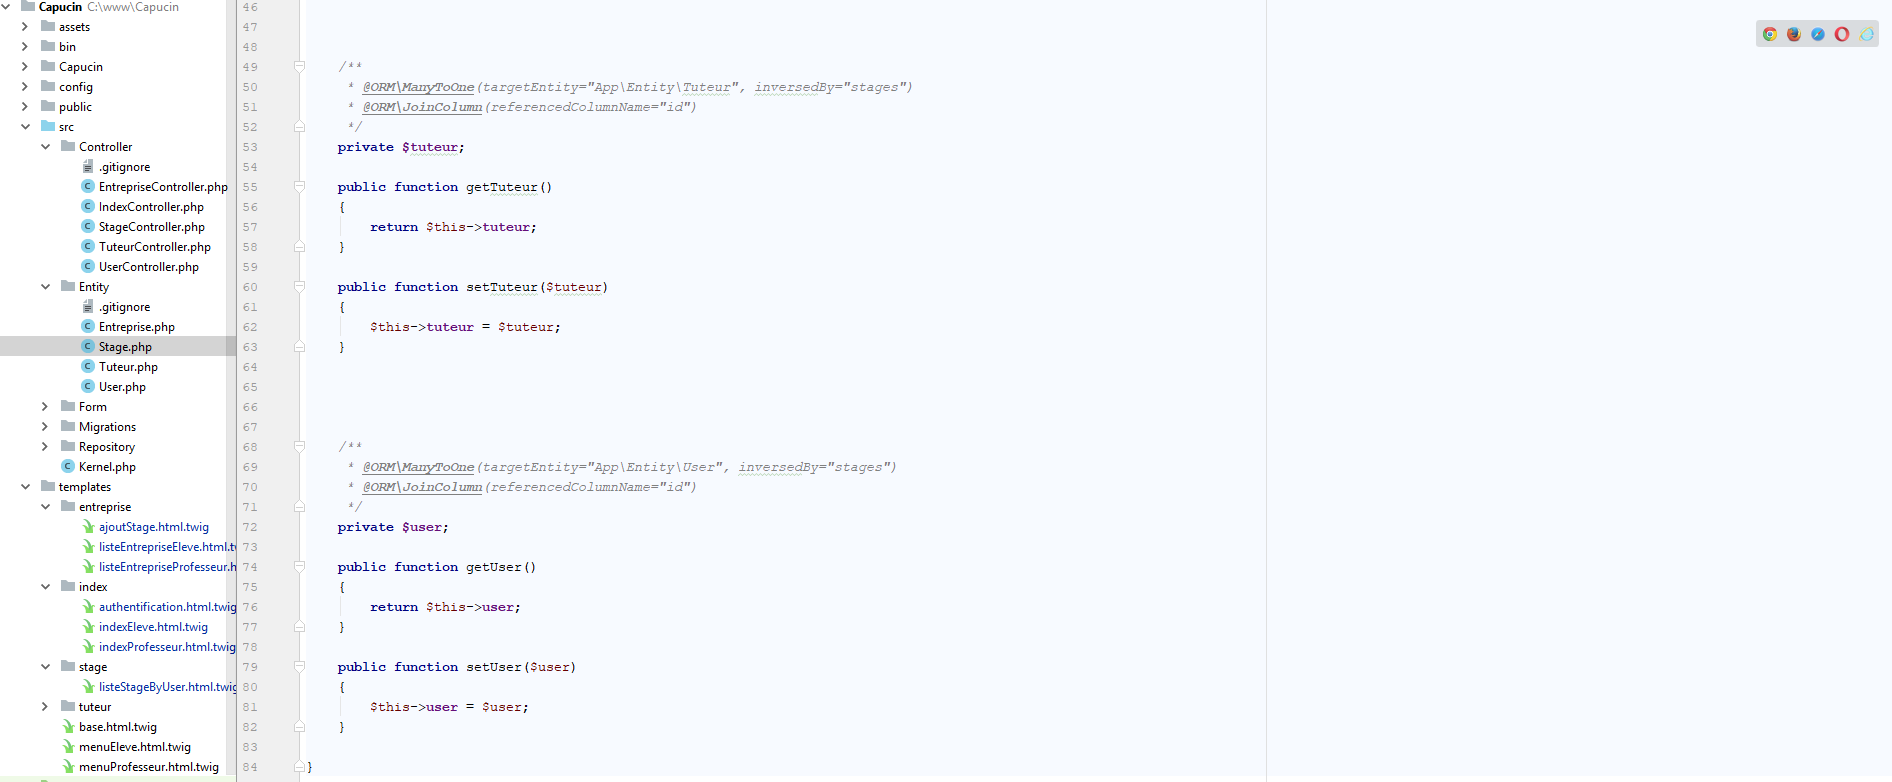 Capucin C:\www\Capucin
assets
bin
Capucin
config
public
src
Controller
.gitignore
EntrepriseController.php
IndexController.php
StageController.php
TuteurController.php
UserController.php
Entity
.gitignore
Entreprise.php
Stage.php
Tuteur.php
User.php
Form
Migrations
Repository
Kernel.php
templates
entreprise
ajoutStage.html.twig
listeEntrepriseEleve.html.tw
listeEntrepriseProfesseur.h
index
authentification.html.twig
indexEleve.html.twig
indexProfesseur.html.twig
stage
listeStageByUser.html.twig
tuteur
base.html.twig
menuEleve.html.twig
menuProfesseur.html.twig
46
47
48
49 /**
50 * @ORM\ManyToOne(targetEntity="App\Entity\Tuteur", inversedBy="stages")
51 * @ORM\JoinColumn(referencedColumnName="id")
52 */
53 private $tuteur;
54
55 public function getTuteur()
56 {
57 return $this->tuteur;
58 }
59
60 public function setTuteur($tuteur)
61 {
62 $this->tuteur = $tuteur;
63 }
64
65
66
67
68 /**
69 * @ORM\ManyToOne(targetEntity="App\Entity\User", inversedBy="stages")
70 * @ORM\JoinColumn(referencedColumnName="id")
71 */
72 private $user;
73
74 public function getUser()
75 {
76 return $this->user;
77 }
78
79 public function setUser($user)
80 {
81 $this->user = $user;
82 }
83
84 }